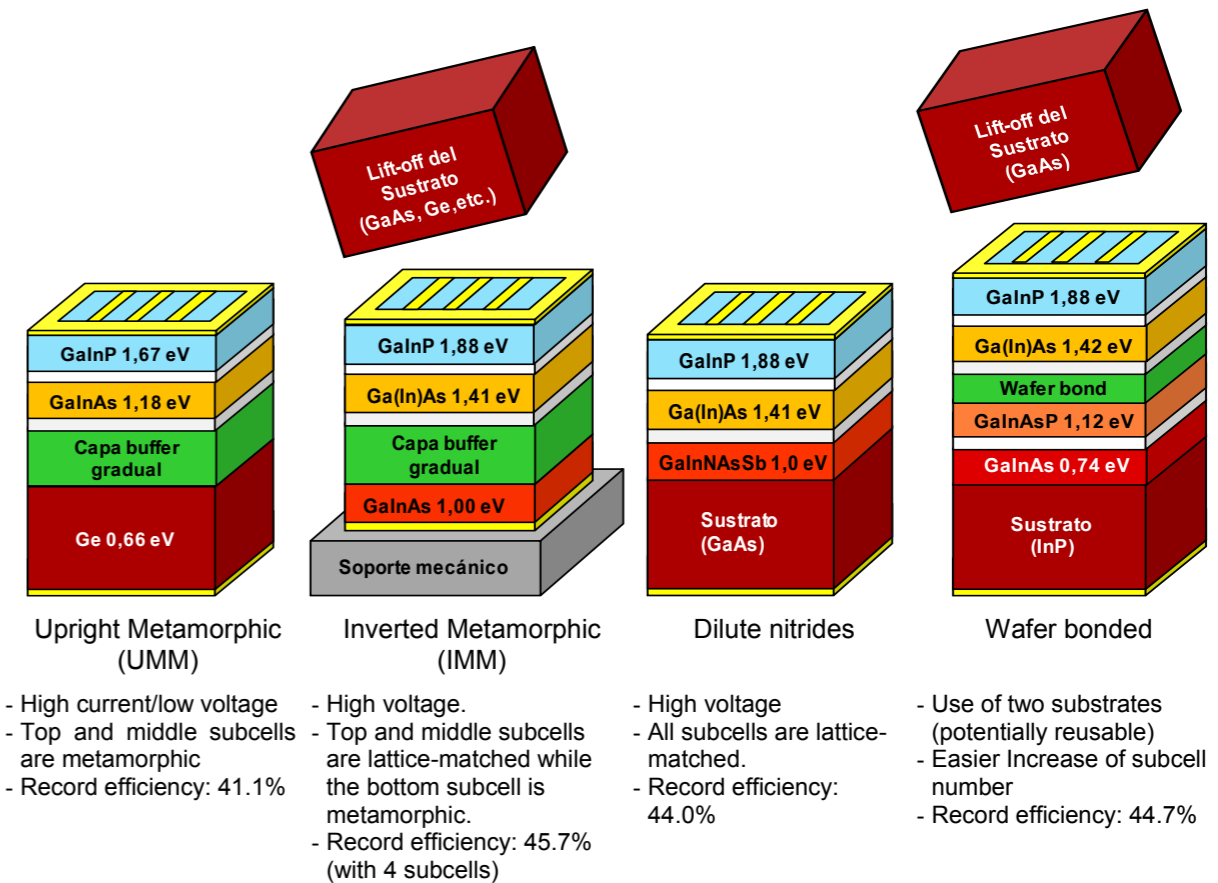 Lift-off del
Sustrato
(GaAs, Ge,etc.)
Lift-off del
Sustrato
(GaAs)
GaInP 1,67 eV
GaInAs 1,18 eV
Capa buffer
gradual
Ge 0,66 eV
GaInP 1,88 eV
Ga(In)As 1,41 eV
Capa buffer
gradual
GaInAs 1,00 eV
Soporte mecánico
GaInP 1,88 eV
Ga(In)As 1,41 eV
GaInNAsSb 1,0 eV
Sustrato
(GaAs)
GaInP 1,88 eV
Ga(In)As 1,42 eV
Wafer bond
GaInAsP 1,12 eV
GaInAs 0,74 eV
Sustrato
(InP)
Upright Metamorphic
(UMM)
- High current/low voltage
- Top and middle subcells
are metamorphic
- Record efficiency: 41.1%
Inverted Metamorphic
(IMM)
- High voltage.
- Top and middle subcells
are lattice-matched while
the bottom subcell is
metamorphic.
- Record efficiency: 45.7%
(with 4 subcells)
Dilute nitrides
- High voltage
- All subcells are lattice-
matched.
- Record efficiency:
44.0%
Wafer bonded
- Use of two substrates
(potentially reusable)
- Easier Increase of subcell
number
- Record efficiency: 44.7%